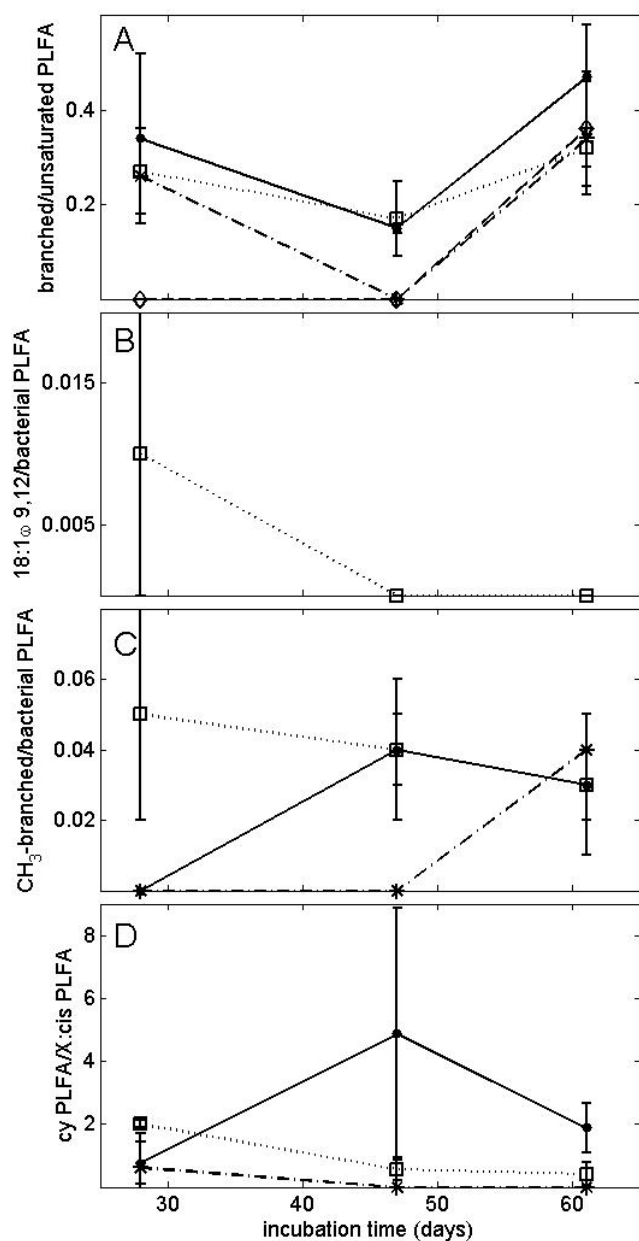 A
branched/unsaturated PLFA
0.4
0.2
B
18:1ω 9,12/bacterial PLFA
0.015
0.005
C
CH3-branched/bacterial PLFA
0.06
0.04
0.02
D
cy PLFA/X:cis PLFA
8
6
4
2
30 40 50 60
incubation time (days)